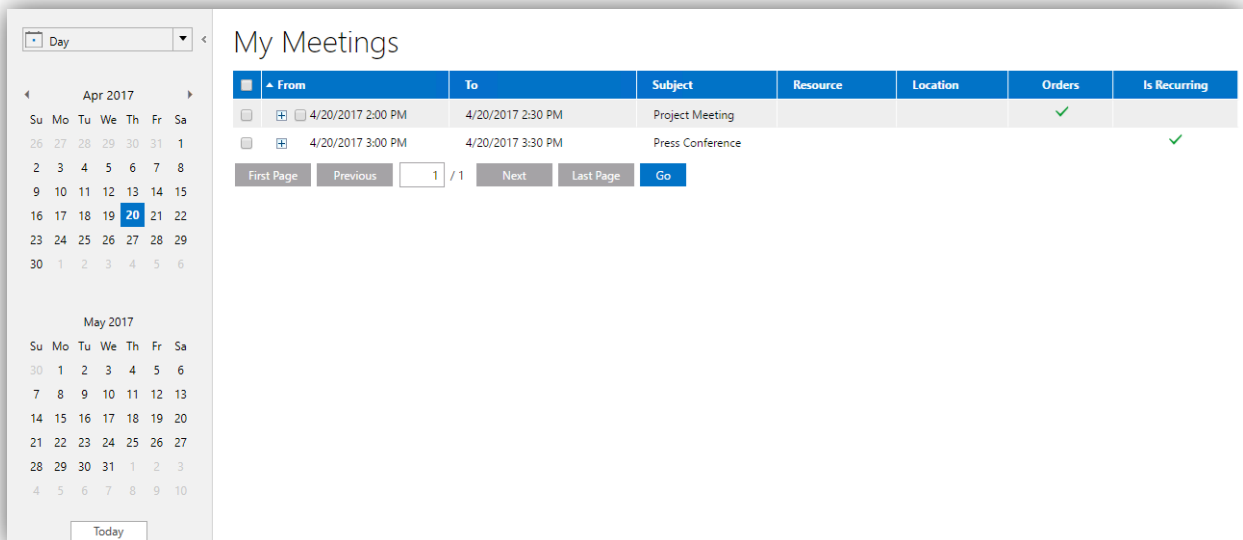 Day
Apr 2017
Su Mo Tu We Th Fr Sa
26 27 28 29 30 31 1
2 3 4 5 6 7 8
9 10 11 12 13 14 15
16 17 18 19 20 21 22
23 24 25 26 27 28 29
30 1 2 3 4 5 6
May 2017
Su Mo Tu We Th Fr Sa
30 1 2 3 4 5 6
7 8 9 10 11 12 13
14 15 16 17 18 19 20
21 22 23 24 25 26 27
28 29 30 31 1 2 3
4 5 6 7 8 9 10
Today
My Meetings
From To Subject Resource Location Orders Is Recurring
4/20/2017 2:00 PM 4/20/2017 2:30 PM Project Meeting
4/20/2017 3:00 PM 4/20/2017 3:30 PM Press Conference
First Page Previous 1 / 1 Next Last Page Go